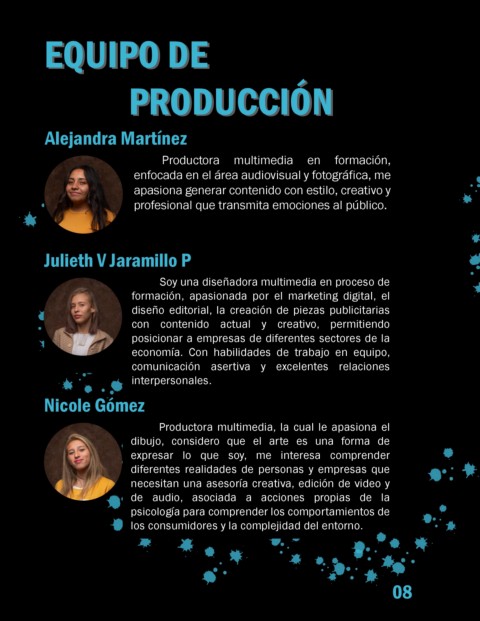 EQUIPO DE
PRODUCCIÓN
Alejandra Martínez
Productora multimedia en formación,
enfocada en el área audiovisual y fotográfica, me
apasiona generar contenido con estilo, creativo y
profesional que transmita emociones al público.
Julieth V Jaramillo P
Soy una diseñadora multimedia en proceso de
formación, apasionada por el marketing digital, el
diseño editorial, la creación de piezas publicitarias
con contenido actual y creativo, permitiendo
posicionar a empresas de diferentes sectores de la
economía. Con habilidades de trabajo en equipo,
comunicación asertiva y excelentes relaciones
interpersonales.
Nicole Gómez
Productora multimedia, la cual le apasiona el
dibujo, considero que el arte es una forma de
expresar lo que soy, me interesa comprender
diferentes realidades de personas y empresas que
necesitan una asesoría creativa, edición de video y
de audio, asociada a acciones propias de la
psicología para comprender los comportamientos de
los consumidores y la complejidad del entorno.
08